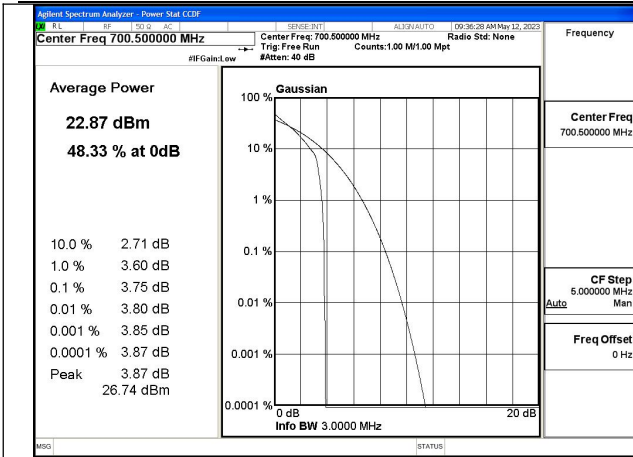 Agilent Spectrum Analyzer - Power Stat CCDF
RL RF 50 Ω AC SENSE:INT ALIGN AUTO 09:36:28 AM May 12, 2023
Center Freq 700.500000 MHz
Center Freq: 700.500000 MHz Radio Std: None
Trig: Free Run Counts:1.00 M/1.00 Mpt
#IFGain:Low #Atten: 40 dB
Frequency
Average Power
22.87 dBm
48.33 % at 0dB
10.0 % 2.71 dB
1.0 % 3.60 dB
0.1 % 3.75 dB
0.01 % 3.80 dB
0.001 % 3.85 dB
0.0001 % 3.87 dB
Peak 3.87 dB
26.74 dBm
Gaussian
100 %
10 %
1 %
0.1 %
0.01 %
0.001 %
0.0001 %
0 dB 20 dB
Info BW 3.0000 MHz
Center Freq
700.500000 MHz
CF Step
5.000000 MHz
Auto Man
Freq Offset
0 Hz
MSG STATUS